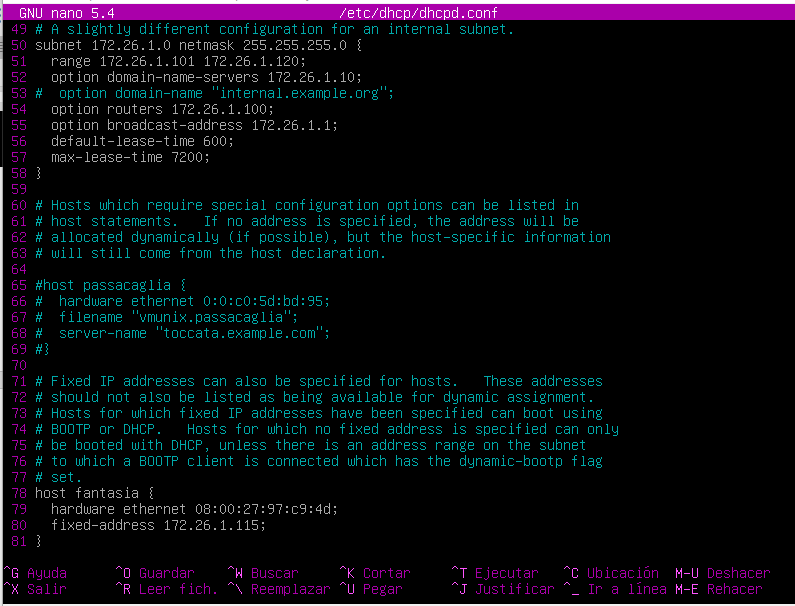 GNU nano 5.4 /etc/dhcp/dhcpd.conf
49 # A slightly different configuration for an internal subnet.
50 subnet 172.26.1.0 netmask 255.255.255.0 {
51   range 172.26.1.101 172.26.1.120;
52   option domain-name-servers 172.26.1.10;
53 #  option domain-name "internal.example.org";
54   option routers 172.26.1.100;
55   option broadcast-address 172.26.1.1;
56   default-lease-time 600;
57   max-lease-time 7200;
58 }
59
60 # Hosts which require special configuration options can be listed in
61 # host statements.   If no address is specified, the address will be
62 # allocated dynamically (if possible), but the host-specific information
63 # will still come from the host declaration.
64
65 #host passacaglia {
66 #  hardware ethernet 0:0:c0:5d:bd:95;
67 #  filename "vmunix.passacaglia";
68 #  server-name "toccata.example.com";
69 #}
70
71 # Fixed IP addresses can also be specified for hosts.   These addresses
72 # should not also be listed as being available for dynamic assignment.
73 # Hosts for which fixed IP addresses have been specified can boot using
74 # BOOTP or DHCP.   Hosts for which no fixed address is specified can only
75 # be booted with DHCP, unless there is an address range on the subnet
76 # to which a BOOTP client is connected which has the dynamic-bootp flag
77 # set.
78 host fantasia {
79   hardware ethernet 08:00:27:97:c9:4d;
80   fixed-address 172.26.1.115;
81 }
^G Ayuda ^O Guardar ^W Buscar ^K Cortar ^T Ejecutar ^C Ubicación M-U Deshacer
^X Salir ^R Leer fich. ^\ Reemplazar ^U Pegar ^J Justificar ^_ Ir a línea M-E Rehacer